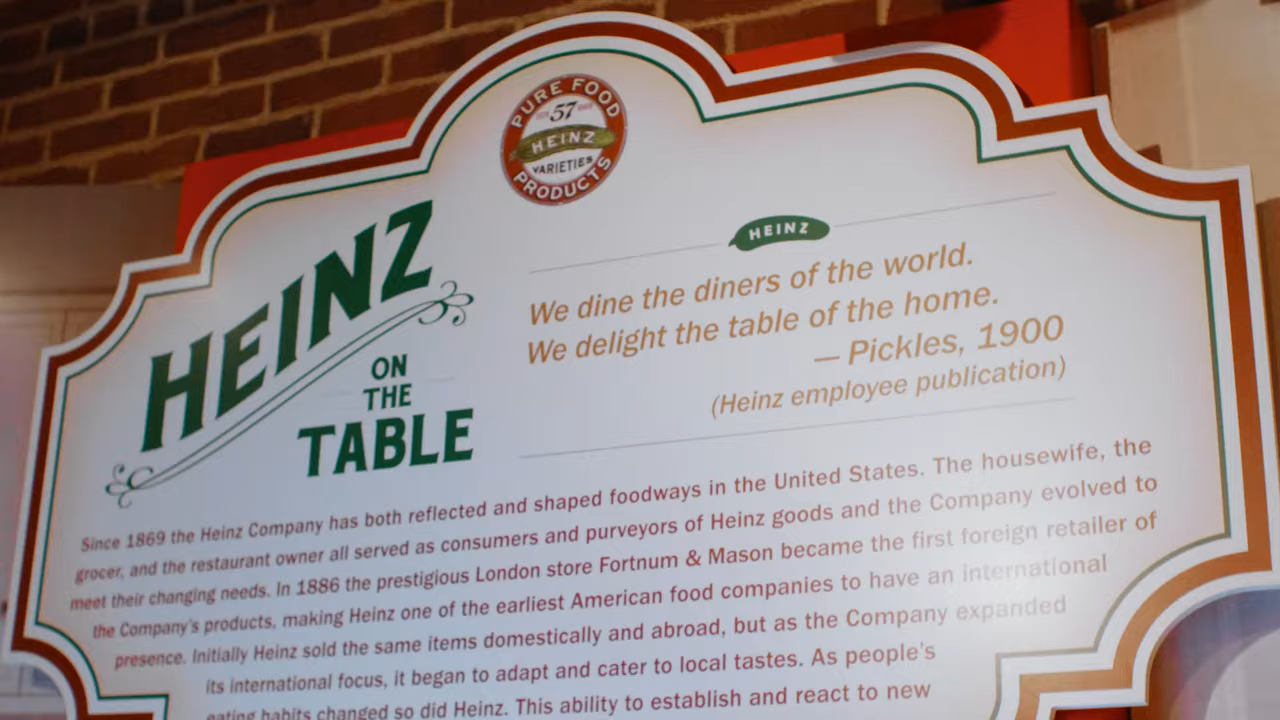 PURE FOOD
57
HEINZ
VARIETIES
PRODUCTS
HEINZ
ON
THE
TABLE
HEINZ
We dine the diners of the world.
We delight the table of the home.
— Pickles, 1900
(Heinz employee publication)
Since 1869 the Heinz Company has both reflected and shaped foodways in the United States. The housewife, the
grocer, and the restaurant owner all served as consumers and purveyors of Heinz goods and the Company evolved to
meet their changing needs. In 1886 the prestigious London store Fortnum & Mason became the first foreign retailer of
the Company's products, making Heinz one of the earliest American food companies to have an international
presence. Initially Heinz sold the same items domestically and abroad, but as the Company expanded
its international focus, it began to adapt and cater to local tastes. As people's
eating habits changed so did Heinz. This ability to establish and react to new